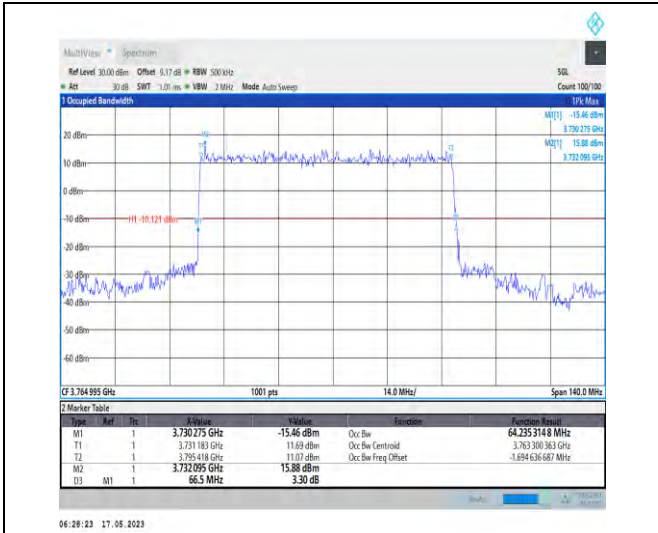 MultiView Spectrum
Ref Level 30.00 dBm Offset 9.17 dB RBW 500 kHz SGL
Att 30 dB SWT 1.01 ms VBW 2 MHz Mode Auto Sweep Count 100/100
1 Occupied Bandwidth 1Pk Max
M1[1] -15.46 dBm
3.730 275 GHz
M2[1] 15.88 dBm
3.732 095 GHz
20 dBm
M2
T1
T2
10 dBm
0 dBm
-10 dBm H1 -10.121 dBm
M1
-20 dBm
-30 dBm
-40 dBm
-50 dBm
-60 dBm
CF 3.764 995 GHz 1001 pts 14.0 MHz/ Span 140.0 MHz
2 Marker Table
Type Ref Trc X-Value Y-Value Function Function Result
M1 1 3.730 275 GHz -15.46 dBm Occ Bw 64.235 314 8 MHz
T1 1 3.731 183 GHz 11.69 dBm Occ Bw Centroid 3.763 300 363 GHz
T2 1 3.795 418 GHz 11.07 dBm Occ Bw Freq Offset -1.694 636 687 MHz
M2 1 3.732 095 GHz 15.88 dBm
D3 M1 1 66.5 MHz 3.30 dB
06:28:23 17.05.2023